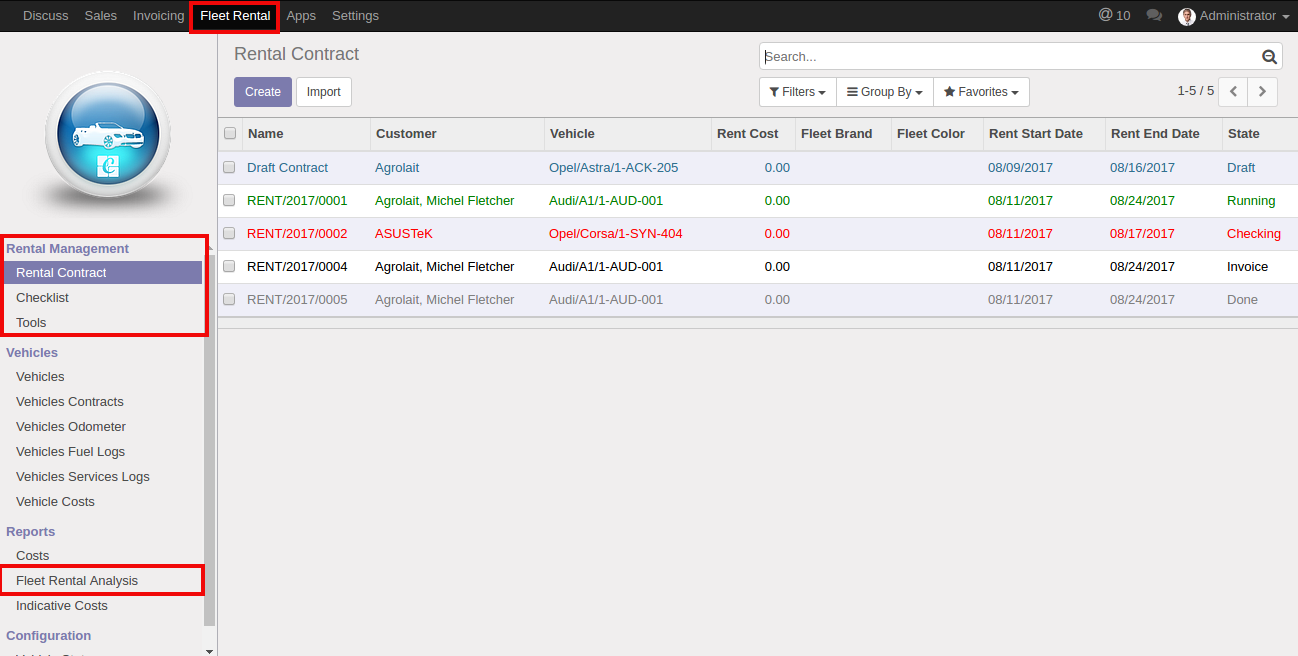 Discuss Sales Invoicing Fleet Rental Apps Settings @ 10 Administrator
Rental Contract
Search...
Create Import Filters Group By Favorites 1-5 / 5
Name Customer Vehicle Rent Cost Fleet Brand Fleet Color Rent Start Date Rent End Date State
Draft Contract Agrolait Opel/Astra/1-ACK-205 0.00 08/09/2017 08/16/2017 Draft
RENT/2017/0001 Agrolait, Michel Fletcher Audi/A1/1-AUD-001 0.00 08/11/2017 08/24/2017 Running
RENT/2017/0002 ASUSTeK Opel/Corsa/1-SYN-404 0.00 08/11/2017 08/17/2017 Checking
RENT/2017/0004 Agrolait, Michel Fletcher Audi/A1/1-AUD-001 0.00 08/11/2017 08/24/2017 Invoice
RENT/2017/0005 Agrolait, Michel Fletcher Audi/A1/1-AUD-001 0.00 08/11/2017 08/24/2017 Done
Rental Management
Rental Contract
Checklist
Tools
Vehicles
Vehicles
Vehicles Contracts
Vehicles Odometer
Vehicles Fuel Logs
Vehicles Services Logs
Vehicle Costs
Reports
Costs
Fleet Rental Analysis
Indicative Costs
Configuration